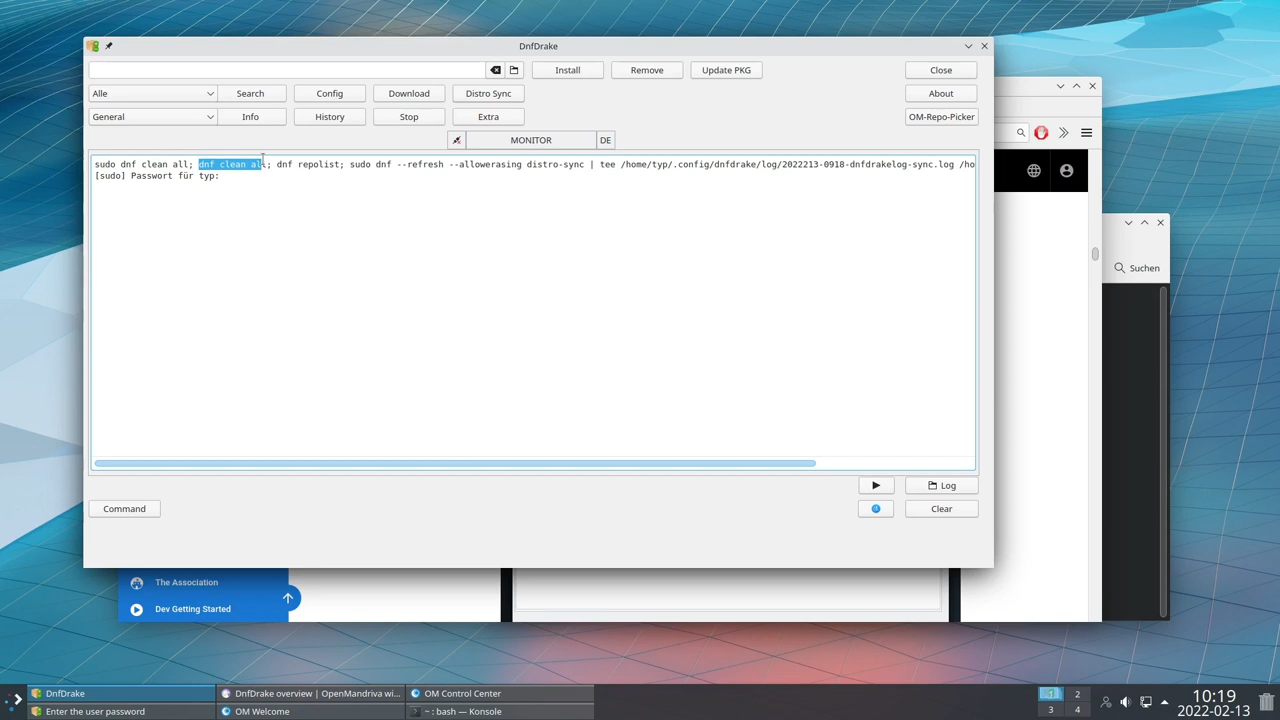 DnfDrake
Install
Remove
Update PKG
Close
Alle
Search
Config
Download
Distro Sync
About
General
Info
History
Stop
Extra
OM-Repo-Picker
MONITOR
DE
sudo dnf clean all; dnf clean all; dnf repolist; sudo dnf --refresh --allowerasing distro-sync | tee /home/typ/.config/dnfdrake/log/2022213-0918-dnfdrakelog-sync.log /ho
[sudo] Passwort für typ:
Suchen
Log
Command
Clear
The Association
Dev Getting Started
DnfDrake
DnfDrake overview | OpenMandriva wi...
OM Control Center
Enter the user password
OM Welcome
~ : bash — Konsole
1
2
3
4
10:19
2022-02-13